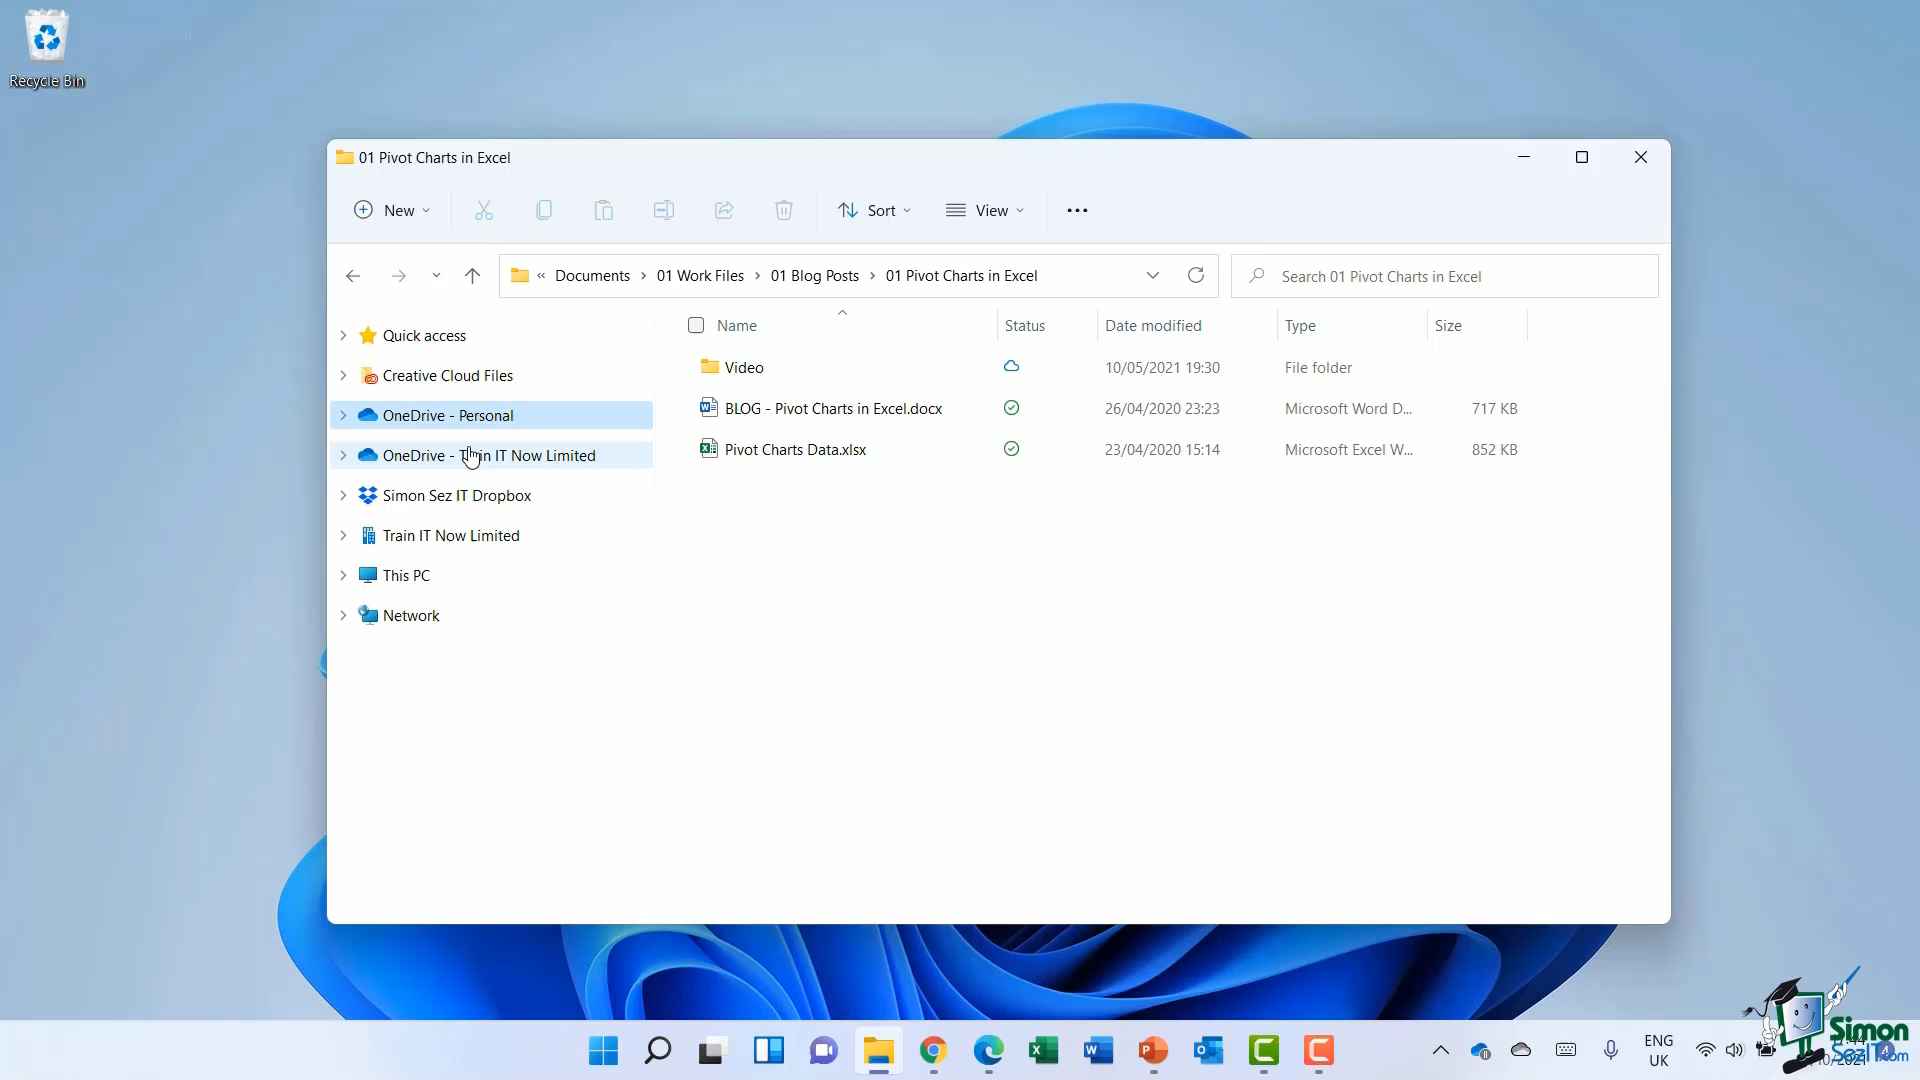 Recycle Bin
01 Pivot Charts in Excel
New
Sort
View
« Documents > 01 Work Files > 01 Blog Posts > 01 Pivot Charts in Excel
Search 01 Pivot Charts in Excel
Name Status Date modified Type Size
Quick access
Creative Cloud Files
OneDrive - Personal
OneDrive - Train IT Now Limited
Simon Sez IT Dropbox
Train IT Now Limited
This PC
Network
Video 10/05/2021 19:30 File folder
BLOG - Pivot Charts in Excel.docx 26/04/2020 23:23 Microsoft Word D... 717 KB
Pivot Charts Data.xlsx 23/04/2020 15:14 Microsoft Excel W... 852 KB
ENG
UK
Simon
SezIT.com